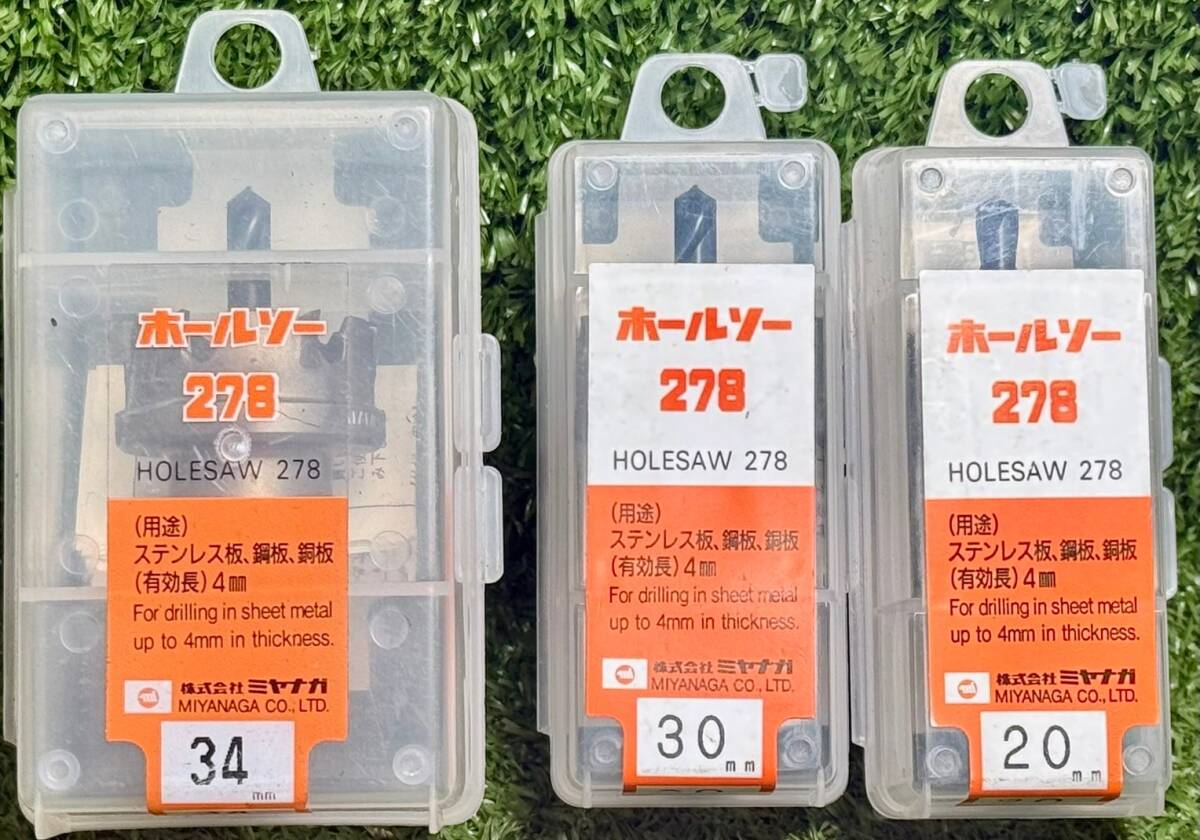 ホールソー
278
HOLESAW 278
(用途)
ステンレス板、鋼板、銅板
(有効長)4㎜
For drilling in sheet metal
up to 4mm in thickness.
株式会社ミヤナガ
MIYANAGA CO., LTD.
34
mm
ホールソー
278
HOLESAW 278
(用途)
ステンレス板、鋼板、銅板
(有効長)4㎜
For drilling in sheet metal
up to 4mm in thickness.
株式会社ミヤナガ
MIYANAGA CO., LTD.
30mm
ホールソー
278
HOLESAW 278
(用途)
ステンレス板、鋼板、銅板
(有効長)4㎜
For drilling in sheet metal
up to 4mm in thickness.
株式会社ミヤナガ
MIYANAGA CO., LTD.
20mm